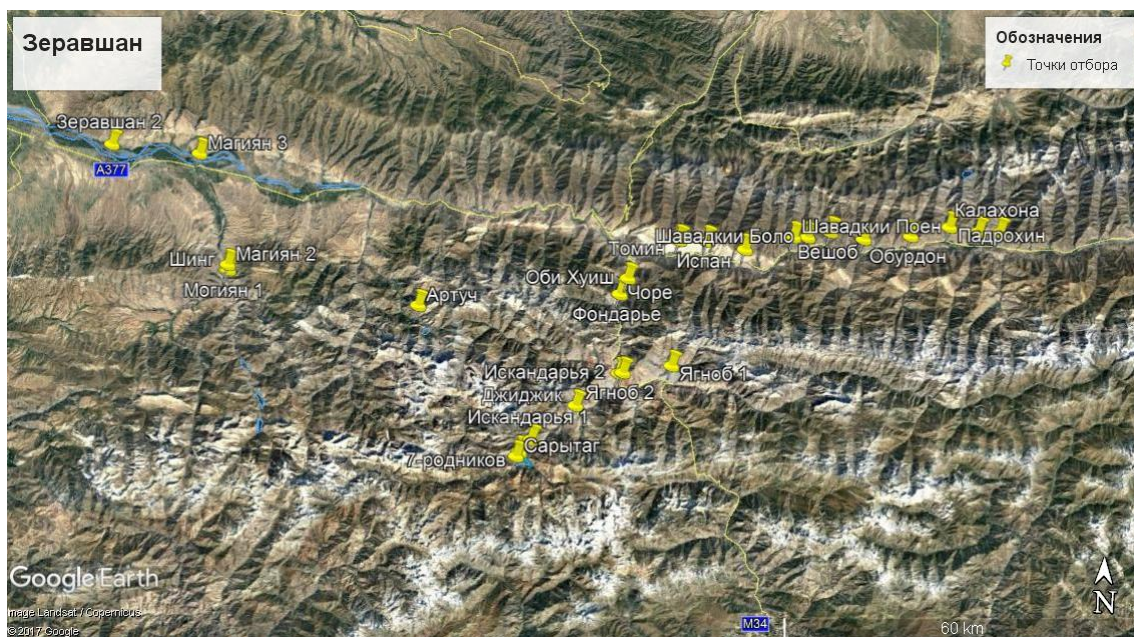 Зеравшан
Обозначения
Точки отбора
Зеравшан 2
Магиян 3
A377
Калахона
Шавадкии Боло
Шавадкии Поен
Падрохин
Томин
Испан
Вешоб
Обурдон
Шинг
Магиян 2
Могиян 1
Оби Хуиш
Чоре
Артуч
Фондарье
Искандарья 2
Ягноб 1
Джиджик
Ягноб 2
Искандарья 1
Сарытаг
7 родников
Google Earth
mage Landsat / Copernicus
© 2017 Google
M34
60 km
N